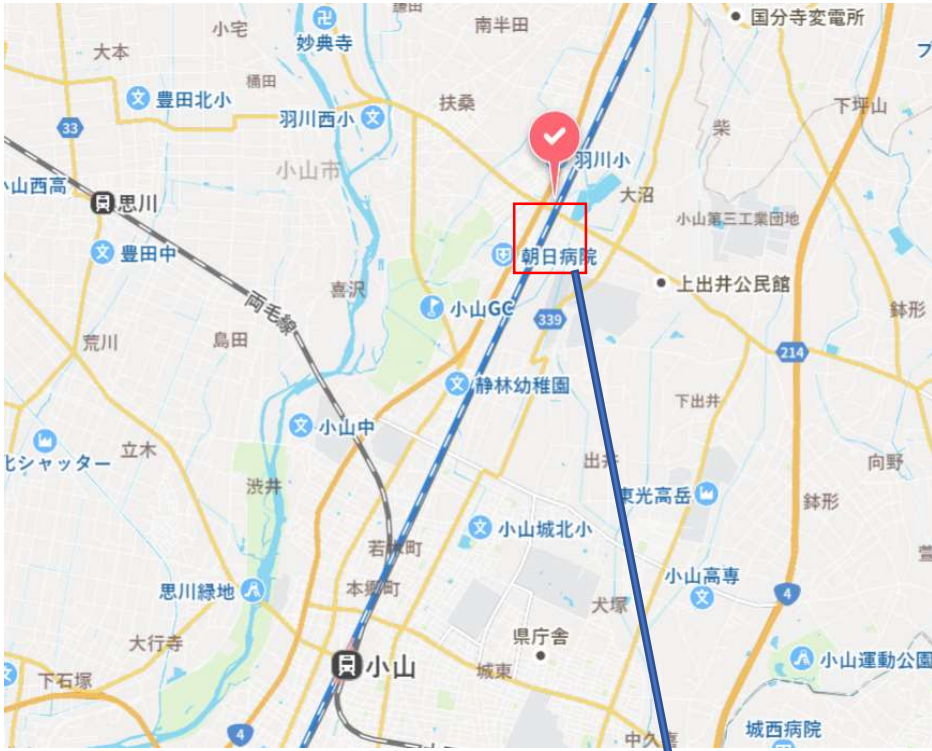 鎌田
小宅
南半田
国分寺変電所
大本
妙典寺
樋田
豊田北小
扶桑
羽川西小
下坪山
33
柴
小山市
羽川小
小山西高
思川
大沼
小山第三工業団地
豊田中
朝日病院
喜沢
上出井公民館
両毛線
小山GC
339
鉢形
荒川
島田
214
静林幼稚園
下出井
小山中
立木
出井
向野
北シャッター
渋井
東光高岳
鉢形
小山城北小
若木町
萱
小山高専
思川緑地
本郷町
4
犬塚
大行寺
県庁舎
小山
城東
小山運動公園
下石塚
4
城西病院
中久喜